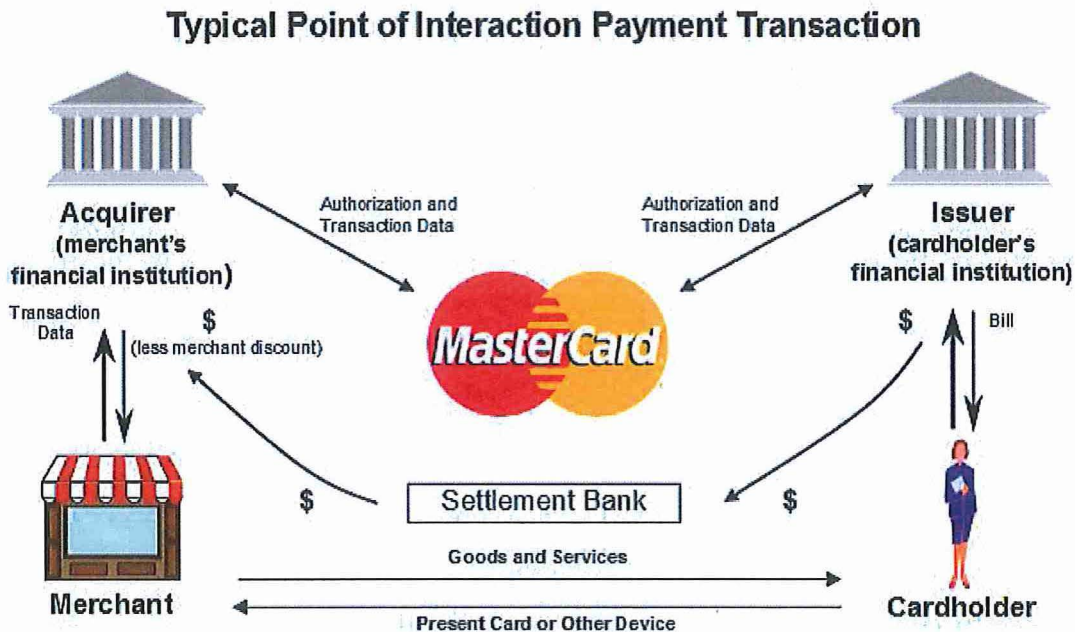 Typical Point of Interaction Payment Transaction
Acquirer
(merchant's
financial institution)
Authorization and
Transaction Data
Authorization and
Transaction Data
Issuer
(cardholder's
financial institution)
Transaction
Data
$
(less merchant discount)
MasterCard
$
Bill
$
Settlement Bank
$
Goods and Services
Merchant
Cardholder
Present Card or Other Device